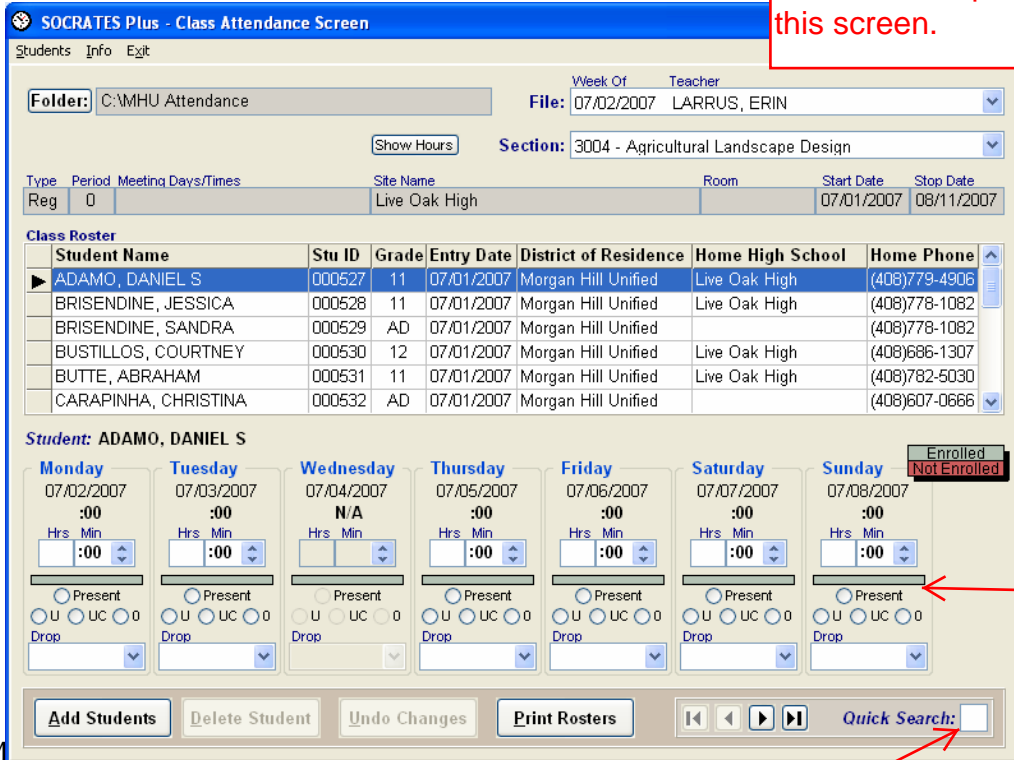 SOCRATES Plus - Class Attendance Screen
this screen.
Students Info Exit
Week Of Teacher
Folder: C:\MHU Attendance File: 07/02/2007 LARRUS, ERIN
Show Hours Section: 3004 - Agricultural Landscape Design
Type Period Meeting Days/Times Site Name Room Start Date Stop Date
Reg 0 Live Oak High 07/01/2007 08/11/2007
Class Roster
Student Name Stu ID Grade Entry Date District of Residence Home High School Home Phone
ADAMO, DANIEL S 000527 11 07/01/2007 Morgan Hill Unified Live Oak High (408)779-4906
BRISENDINE, JESSICA 000528 11 07/01/2007 Morgan Hill Unified Live Oak High (408)778-1082
BRISENDINE, SANDRA 000529 AD 07/01/2007 Morgan Hill Unified (408)778-1082
BUSTILLOS, COURTNEY 000530 12 07/01/2007 Morgan Hill Unified Live Oak High (408)686-1307
BUTTE, ABRAHAM 000531 11 07/01/2007 Morgan Hill Unified Live Oak High (408)782-5030
CARAPINHA, CHRISTINA 000532 AD 07/01/2007 Morgan Hill Unified (408)607-0666
Student: ADAMO, DANIEL S
Enrolled
Monday Tuesday Wednesday Thursday Friday Saturday Sunday Not Enrolled
07/02/2007 07/03/2007 07/04/2007 07/05/2007 07/06/2007 07/07/2007 07/08/2007
:00 :00 N/A :00 :00 :00 :00
Hrs Min Hrs Min Hrs Min Hrs Min Hrs Min Hrs Min Hrs Min
:00 :00 :00 :00 :00 :00
Present Present Present Present Present Present Present
U UC 0 U UC 0 U UC 0 U UC 0 U UC 0 U UC 0 U UC 0
Drop Drop Drop Drop Drop Drop Drop
Add Students Delete Student Undo Changes Print Rosters Quick Search: